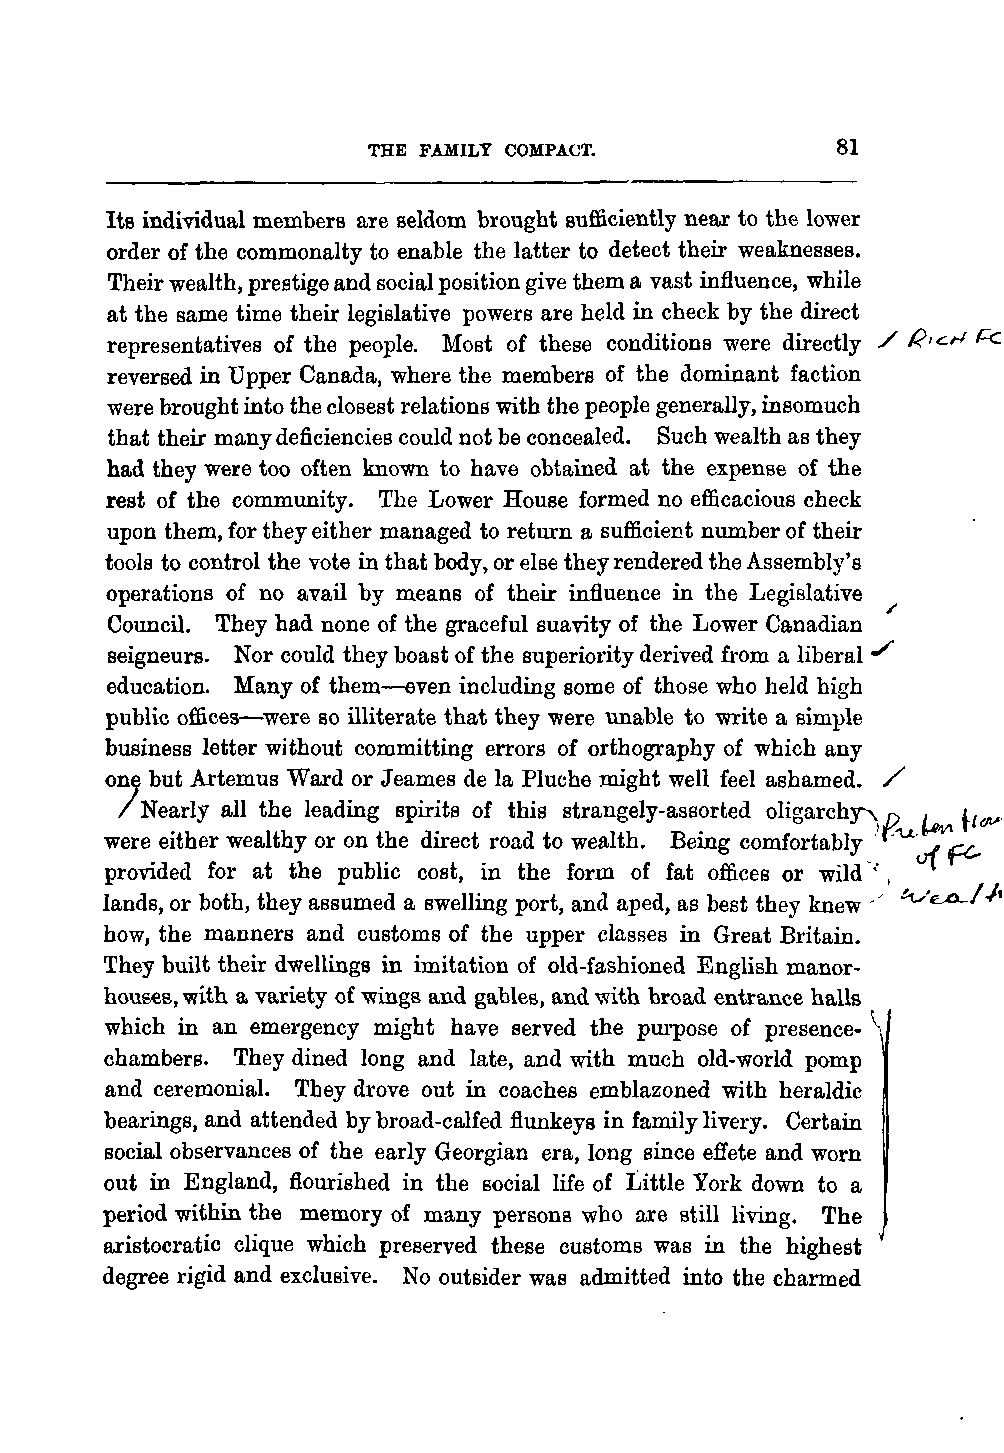 THE FAMILY COMPACT. 81
Its individual members are seldom brought sufficiently near to the lower
order of the commonalty to enable the latter to detect their weaknesses.
Their wealth, prestige and social position give them a vast influence, while
at the same time their legislative powers are held in check by the direct
representatives of the people. Most of these conditions were directly / RICH FC
reversed in Upper Canada, where the members of the dominant faction
were brought into the closest relations with the people generally, insomuch
that their many deficiencies could not be concealed. Such wealth as they
had they were too often known to have obtained at the expense of the
rest of the community. The Lower House formed no efficacious check
upon them, for they either managed to return a sufficient number of their
tools to control the vote in that body, or else they rendered the Assembly's
operations of no avail by means of their influence in the Legislative
Council. They had none of the graceful suavity of the Lower Canadian
seigneurs. Nor could they boast of the superiority derived from a liberal
education. Many of them—even including some of those who held high
public offices—were so illiterate that they were unable to write a simple
business letter without committing errors of orthography of which any
one but Artemus Ward or Jeames de la Pluche might well feel ashamed. /
/ Nearly all the leading spirits of this strangely-assorted oligarchy
were either wealthy or on the direct road to wealth. Being comfortably
provided for at the public cost, in the form of fat offices or wild of FC
lands, or both, they assumed a swelling port, and aped, as best they knew
how, the manners and customs of the upper classes in Great Britain.
They built their dwellings in imitation of old-fashioned English manor-
houses, with a variety of wings and gables, and with broad entrance halls
which in an emergency might have served the purpose of presence-
chambers. They dined long and late, and with much old-world pomp
and ceremonial. They drove out in coaches emblazoned with heraldic
bearings, and attended by broad-calfed flunkeys in family livery. Certain
social observances of the early Georgian era, long since effete and worn
out in England, flourished in the social life of Little York down to a
period within the memory of many persons who are still living. The
aristocratic clique which preserved these customs was in the highest
degree rigid and exclusive. No outsider was admitted into the charmed